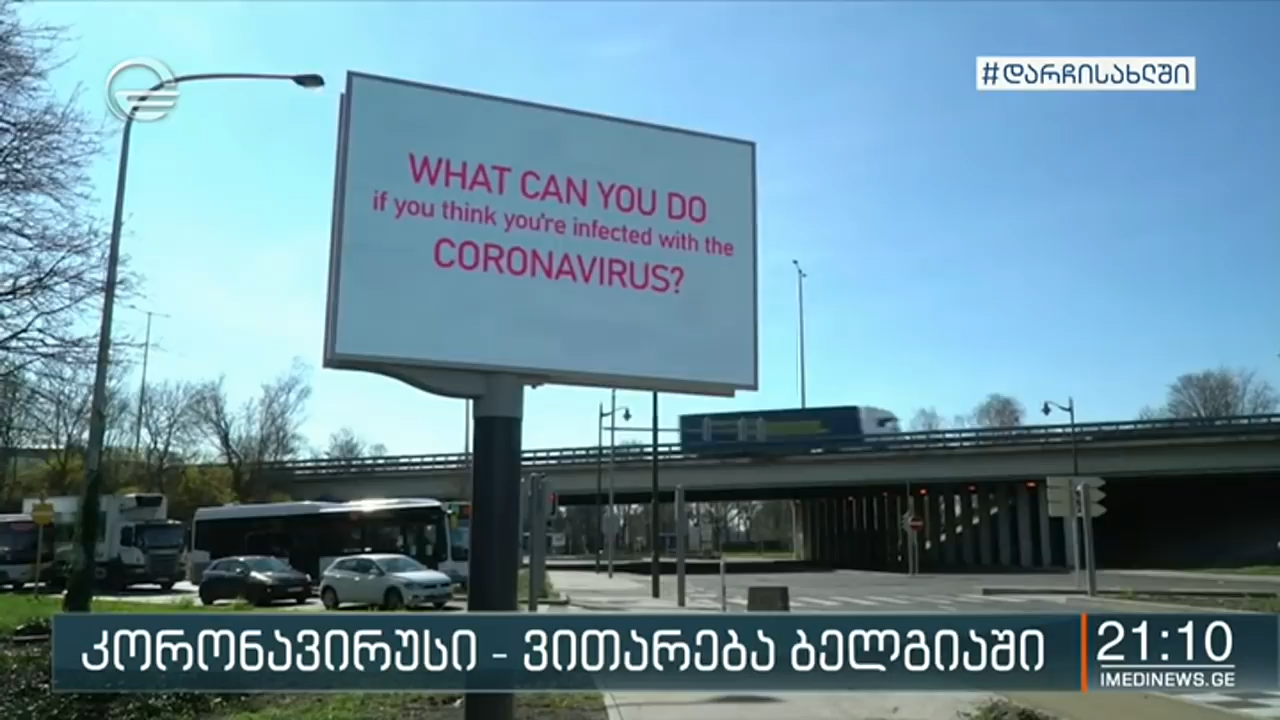 #ᲓᲐᲠᲩᲘᲡᲐᲮᲚᲨᲘ
WHAT CAN YOU DO
if you think you're infected with the
CORONAVIRUS?
ᲙᲝᲠᲝᲜᲐᲕᲘᲠᲣᲡᲘ - ᲕᲘᲗᲐᲠᲔᲑᲐ ᲑᲔᲚᲒᲘᲐᲨᲘ
21:10
IMEDINEWS.GE